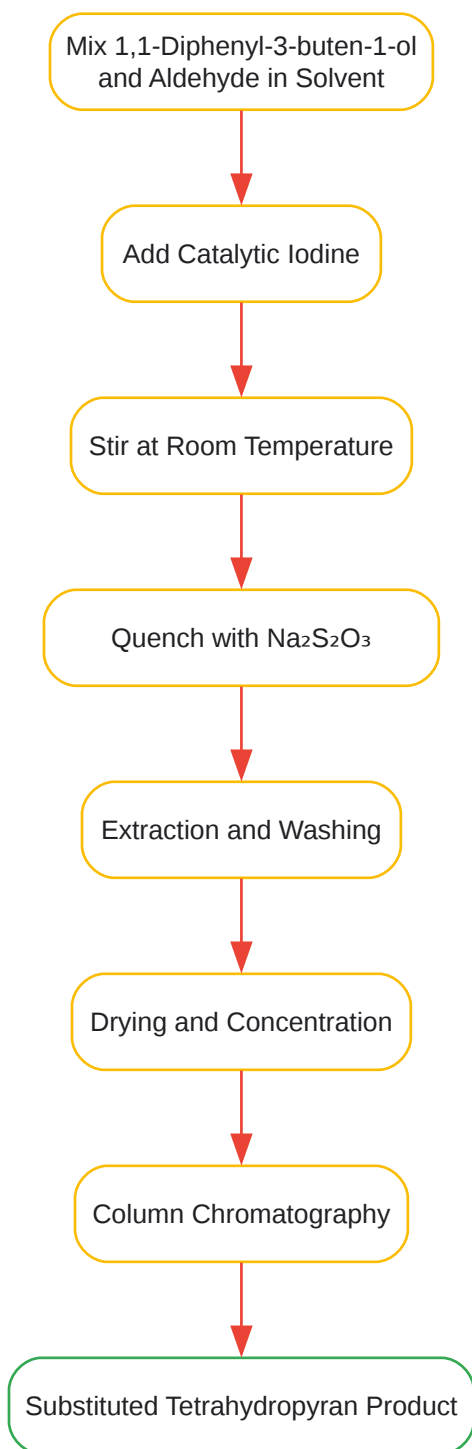 Mix 1,1-Diphenyl-3-buten-1-ol
and Aldehyde in Solvent
Add Catalytic Iodine
Stir at Room Temperature
Quench with Na₂S₂O₃
Extraction and Washing
Drying and Concentration
Column Chromatography
Substituted Tetrahydropyran Product